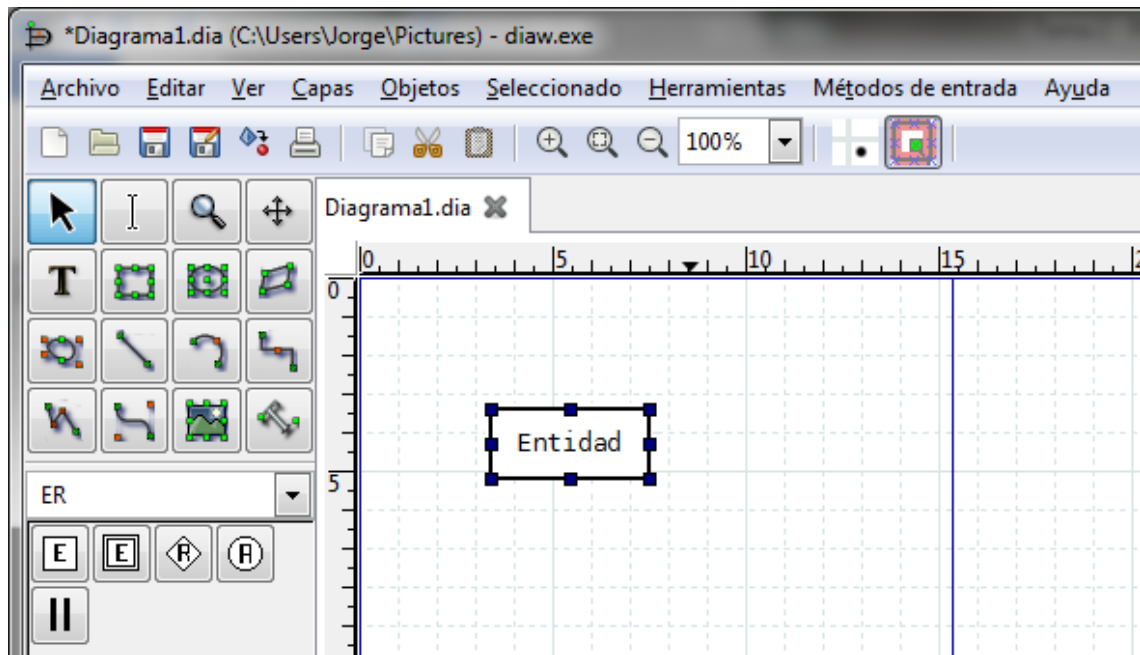 *Diagrama1.dia (C:\Users\Jorge\Pictures) - diaw.exe
Archivo Editar Ver Capas Objetos Seleccionado Herramientas Métodos de entrada Ayuda
100%
Diagrama1.dia
0 5 10 15 2
T
0
Entidad
5
ER
E E R A